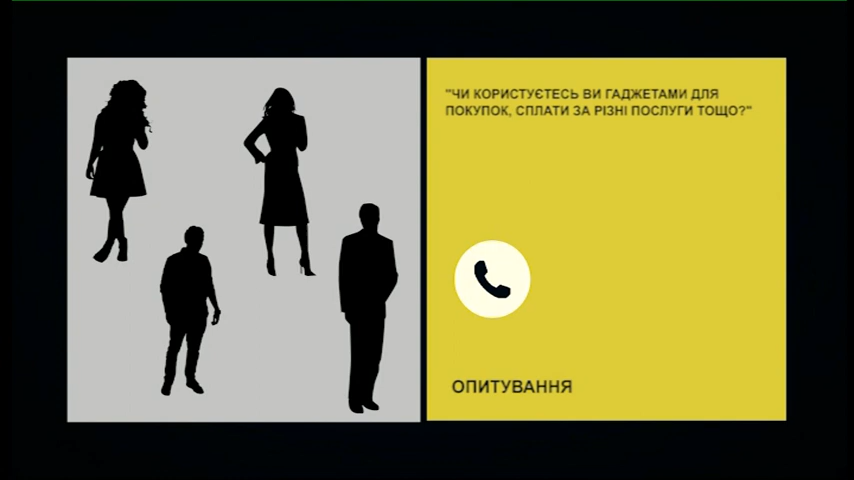 "ЧИ КОРИСТУЄТЕСЬ ВИ ГАДЖЕТАМИ ДЛЯ
ПОКУПОК, СПЛАТИ ЗА РІЗНІ ПОСЛУГИ ТОЩО?"
ОПИТУВАННЯ